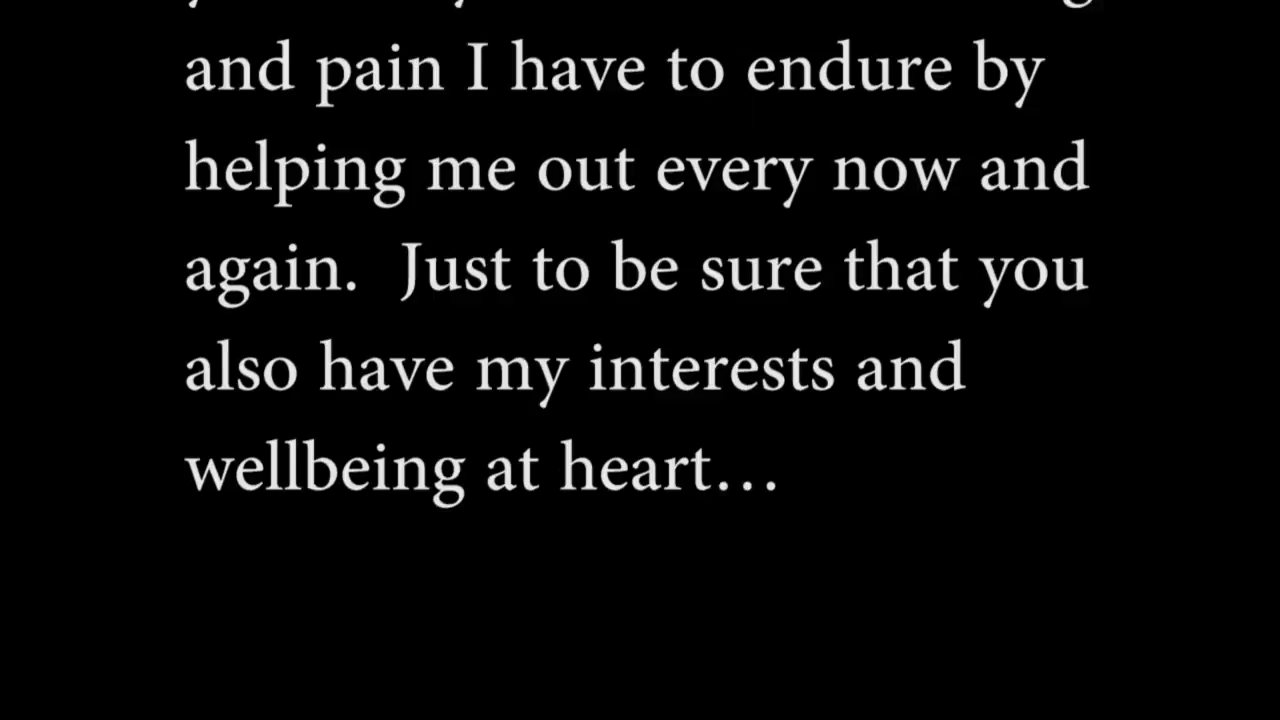 and pain I have to endure by
helping me out every now and
again.  Just to be sure that you
also have my interests and
wellbeing at heart…